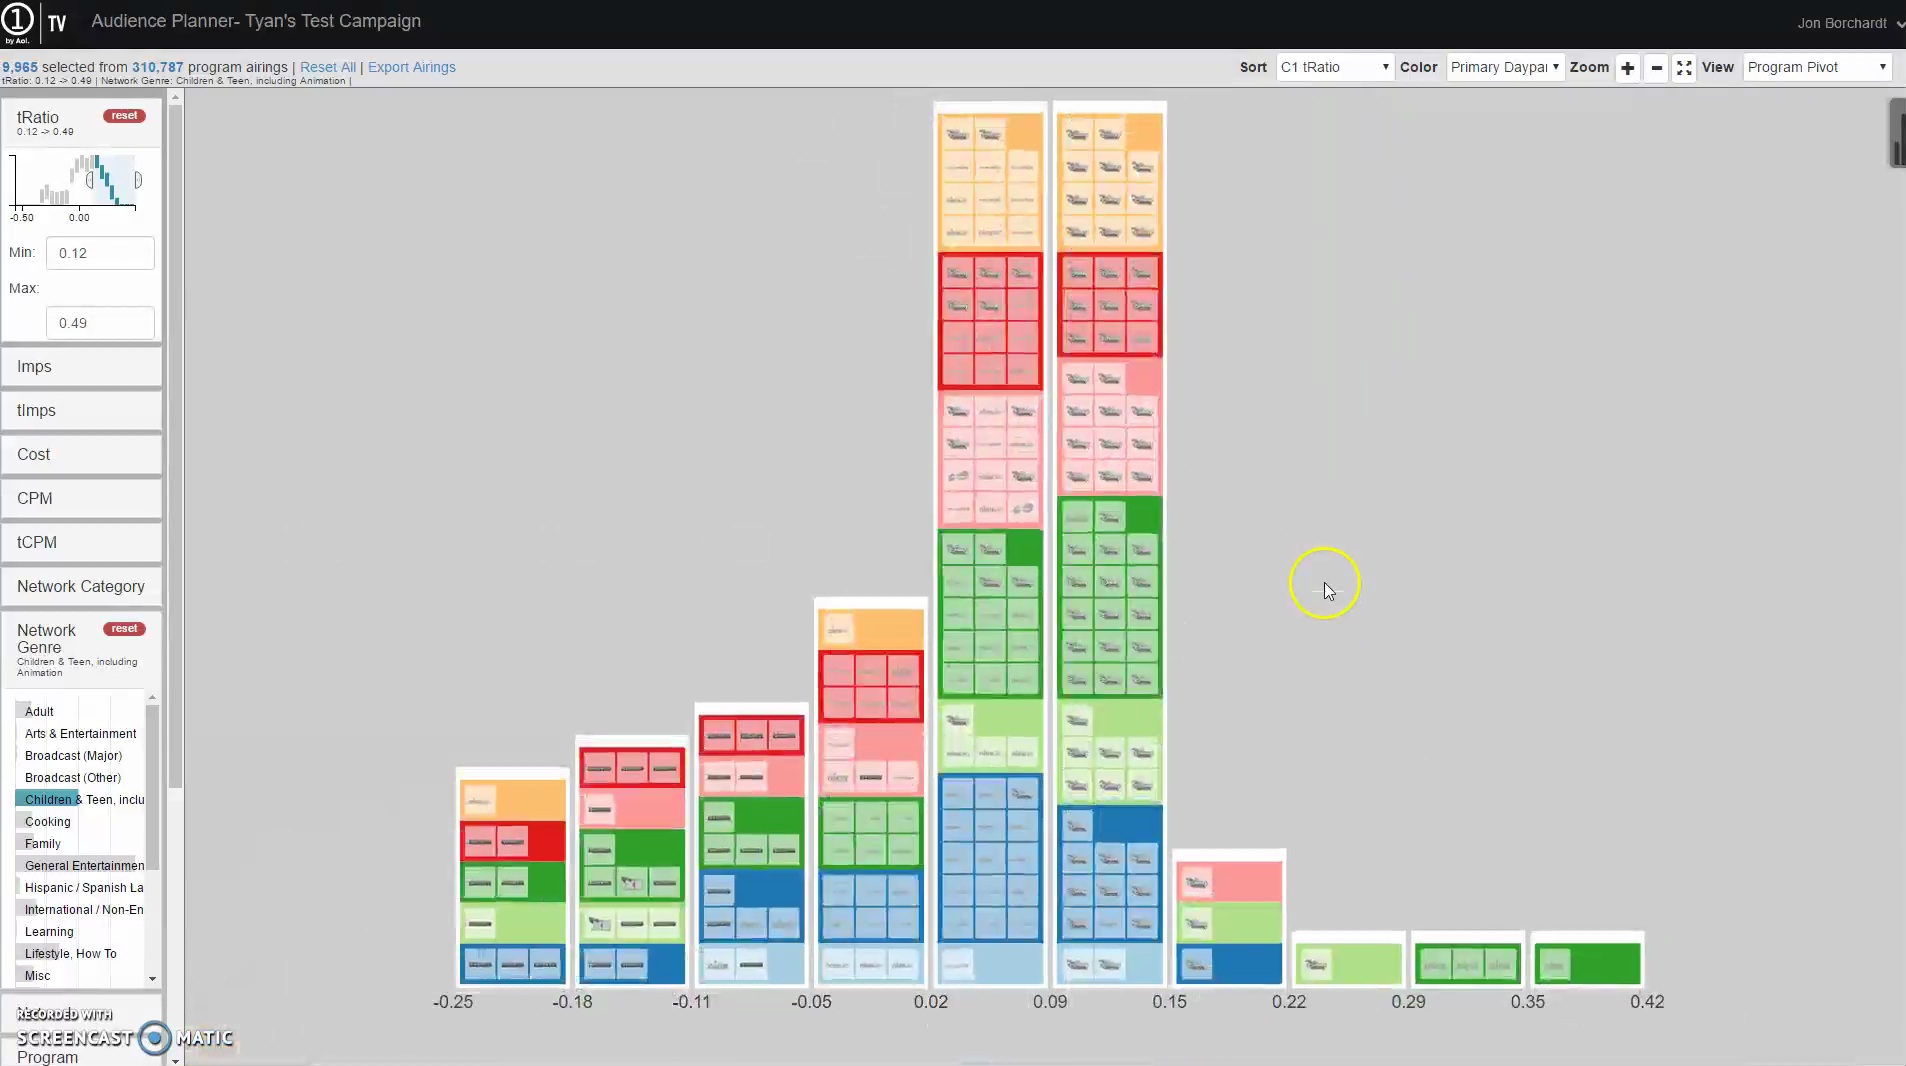 1 TV
by Aol.
Audience Planner- Tyan's Test Campaign
Jon Borchardt
9,965 selected from 310,787 program airings | Reset All | Export Airings
tRatio: 0.12 -> 0.49 | Network Genre: Children & Teen, including Animation |
Sort C1 tRatio Color Primary Daypar Zoom + - View Program Pivot
tRatio reset
0.12 -> 0.49
-0.50 0.00
Min: 0.12
Max:
0.49
Imps
tImps
Cost
CPM
tCPM
Network Category
Network Genre reset
Children & Teen, including
Animation
Adult
Arts & Entertainment
Broadcast (Major)
Broadcast (Other)
Children & Teen, inclu
Cooking
Family
General Entertainmen
Hispanic / Spanish La
International / Non-En
Learning
Lifestyle, How To
Misc
RECORDED WITH
SCREENCAST MATIC
Program
-0.25 -0.18 -0.11 -0.05 0.02 0.09 0.15 0.22 0.29 0.35 0.42